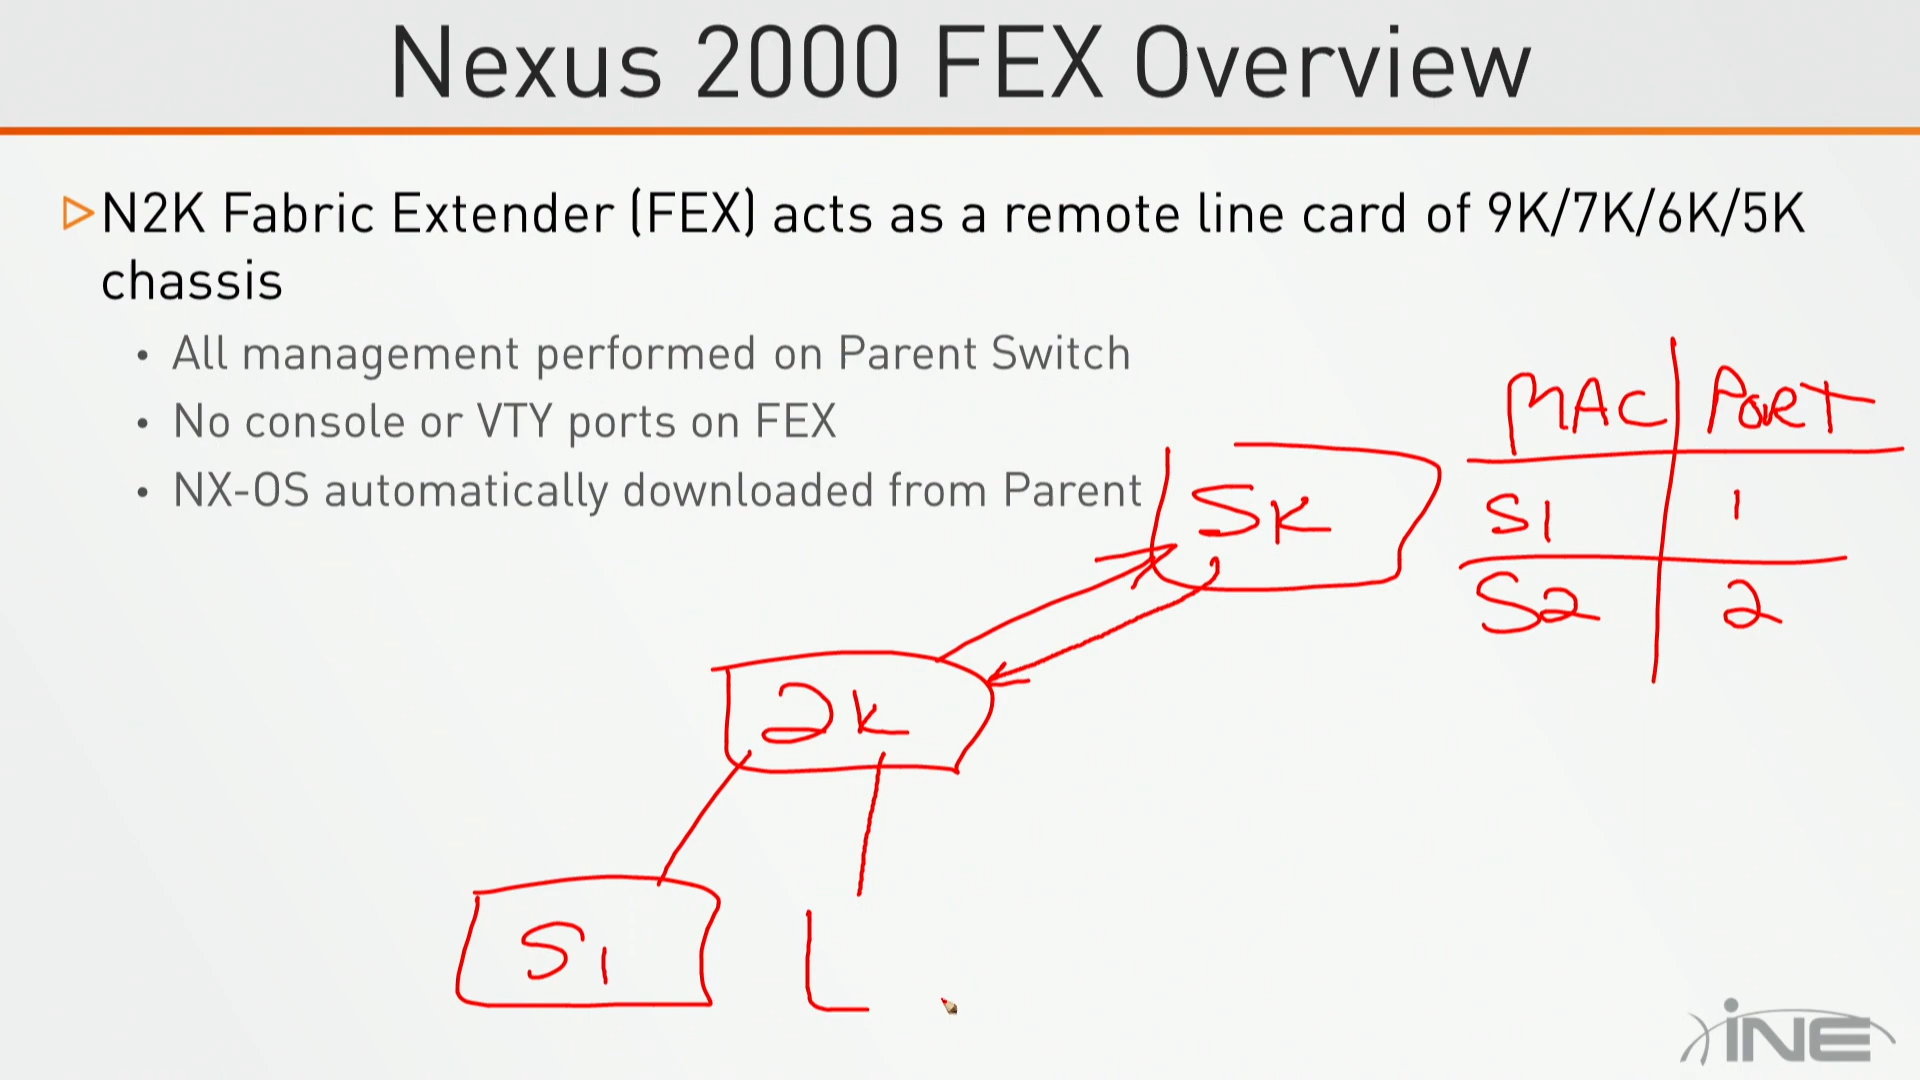 Nexus 2000 FEX Overview
N2K Fabric Extender (FEX) acts as a remote line card of 9K/7K/6K/5K
chassis
• All management performed on Parent Switch
• No console or VTY ports on FEX
• NX-OS automatically downloaded from Parent
MAC PORT
S1 1
S2 2
5K
2K
S1
iNE